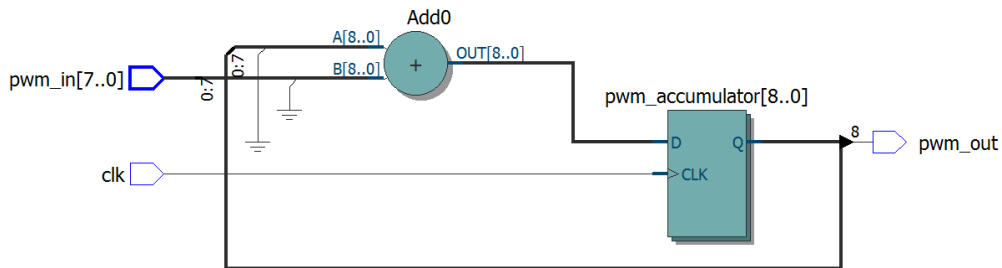 Add0
A[8..0]
0:7
OUT[8..0]
pwm_in[7..0]
B[8..0]
0:7
+
pwm_accumulator[8..0]
8
D
Q
pwm_out
clk
CLK